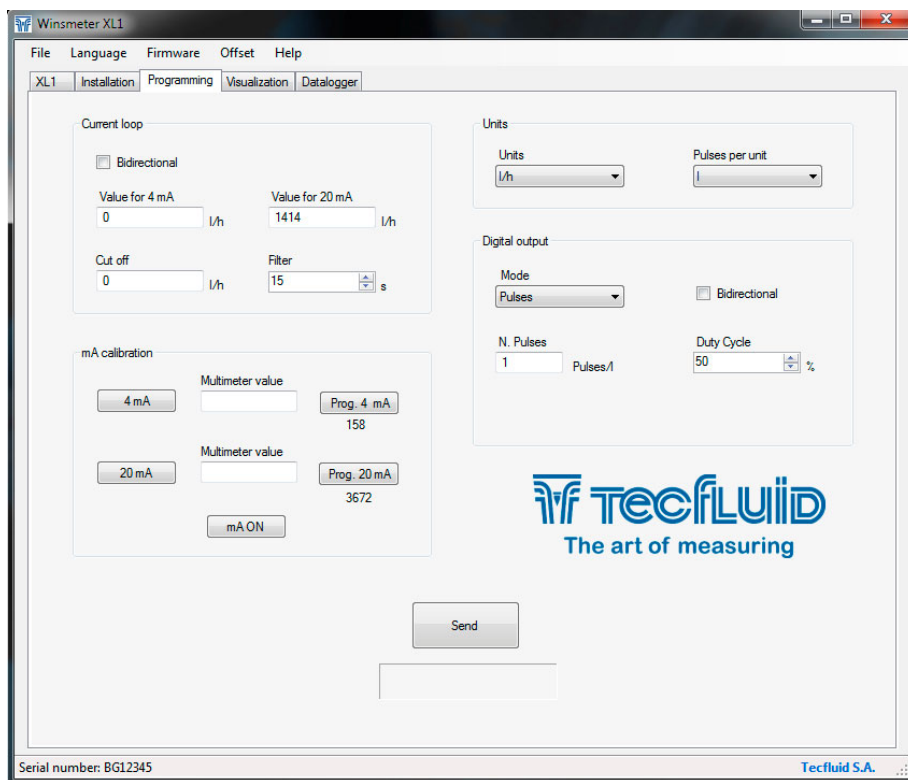 Winsmeter XL1
File Language Firmware Offset Help
XL1 Installation Programming Visualization Datalogger
Current loop
Bidirectional
Value for 4 mA Value for 20 mA
0 l/h 1414 l/h
Cut off Filter
0 l/h 15 s
mA calibration
Multimeter value
4 mA Prog. 4 mA
158
Multimeter value
20 mA Prog. 20 mA
3672
mA ON
Units
Units Pulses per unit
l/h l
Digital output
Mode
Pulses Bidirectional
N. Pulses Duty Cycle
1 Pulses/l 50 %
TECFLUID
The art of measuring
Send
Serial number: BG12345 Tecfluid S.A.